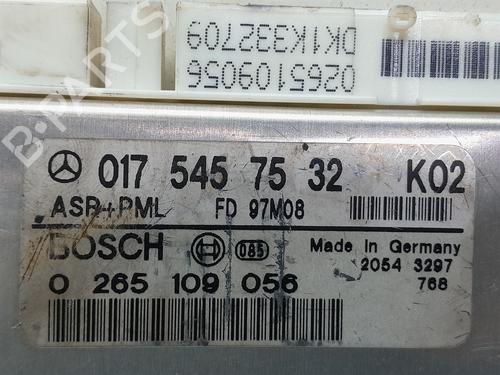 0265109056
DK1K332709
017 545 75 32 K02
ASR+PML FD 97M08
BOSCH 085 Made in Germany
2054 3297
0 265 109 056 768
B-PARTS